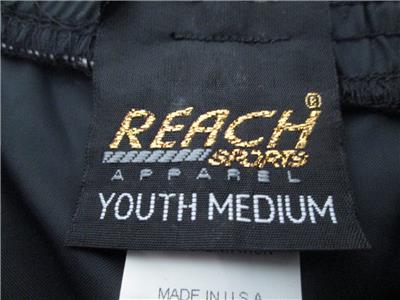 REACH®
SPORTS
APPAREL
YOUTH MEDIUM
MADE IN U.S.A.